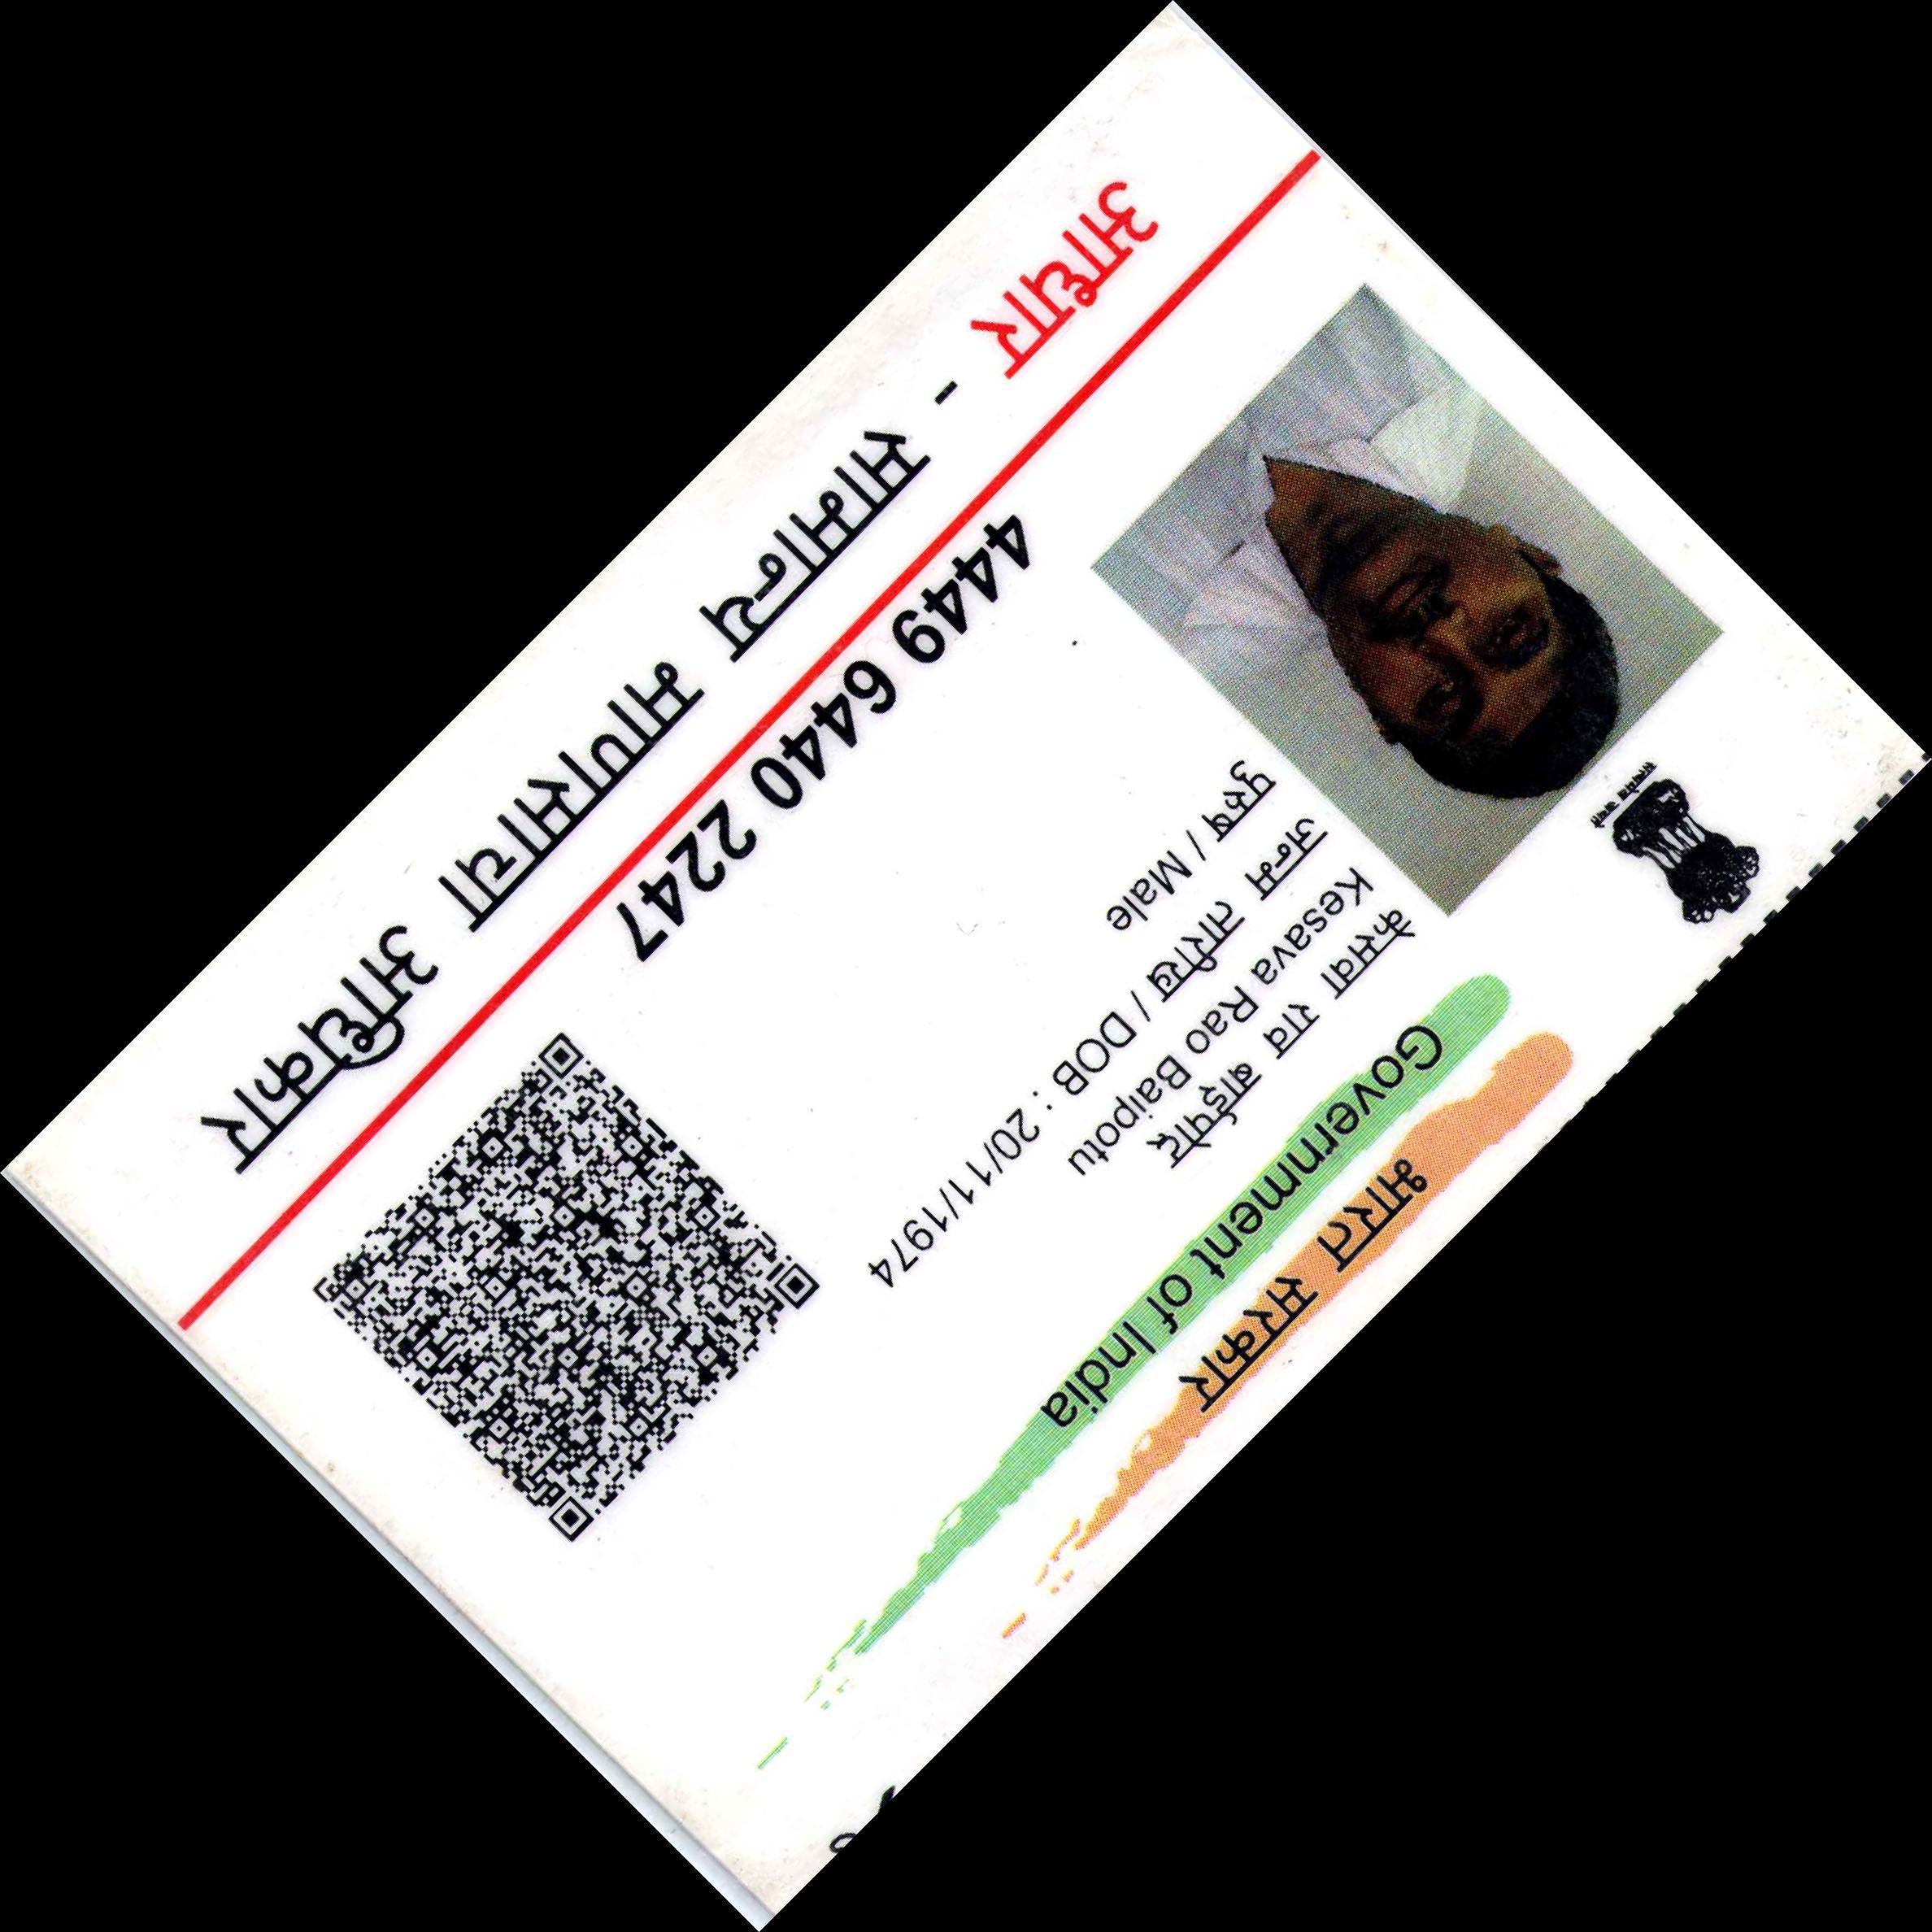 भारत सरकार
Government of India
केसवा राव बाईपोटू
Kesava Rao Baipotu
जन्म तारीख / DOB : 20/11/1974
पुरुष / Male
4449 6440 2247
आधार - सामान्य माणसाचा अधिकार